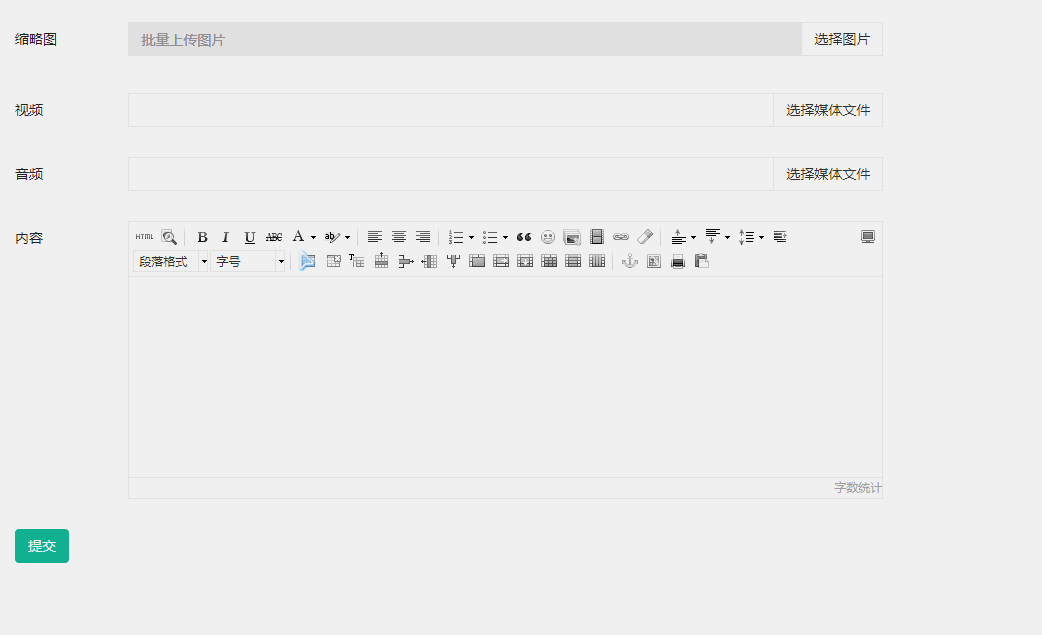 缩略图 批量上传图片 选择图片
视频 选择媒体文件
音频 选择媒体文件
内容 HTML B I U ABC A ab
段落格式 字号
字数统计
提交